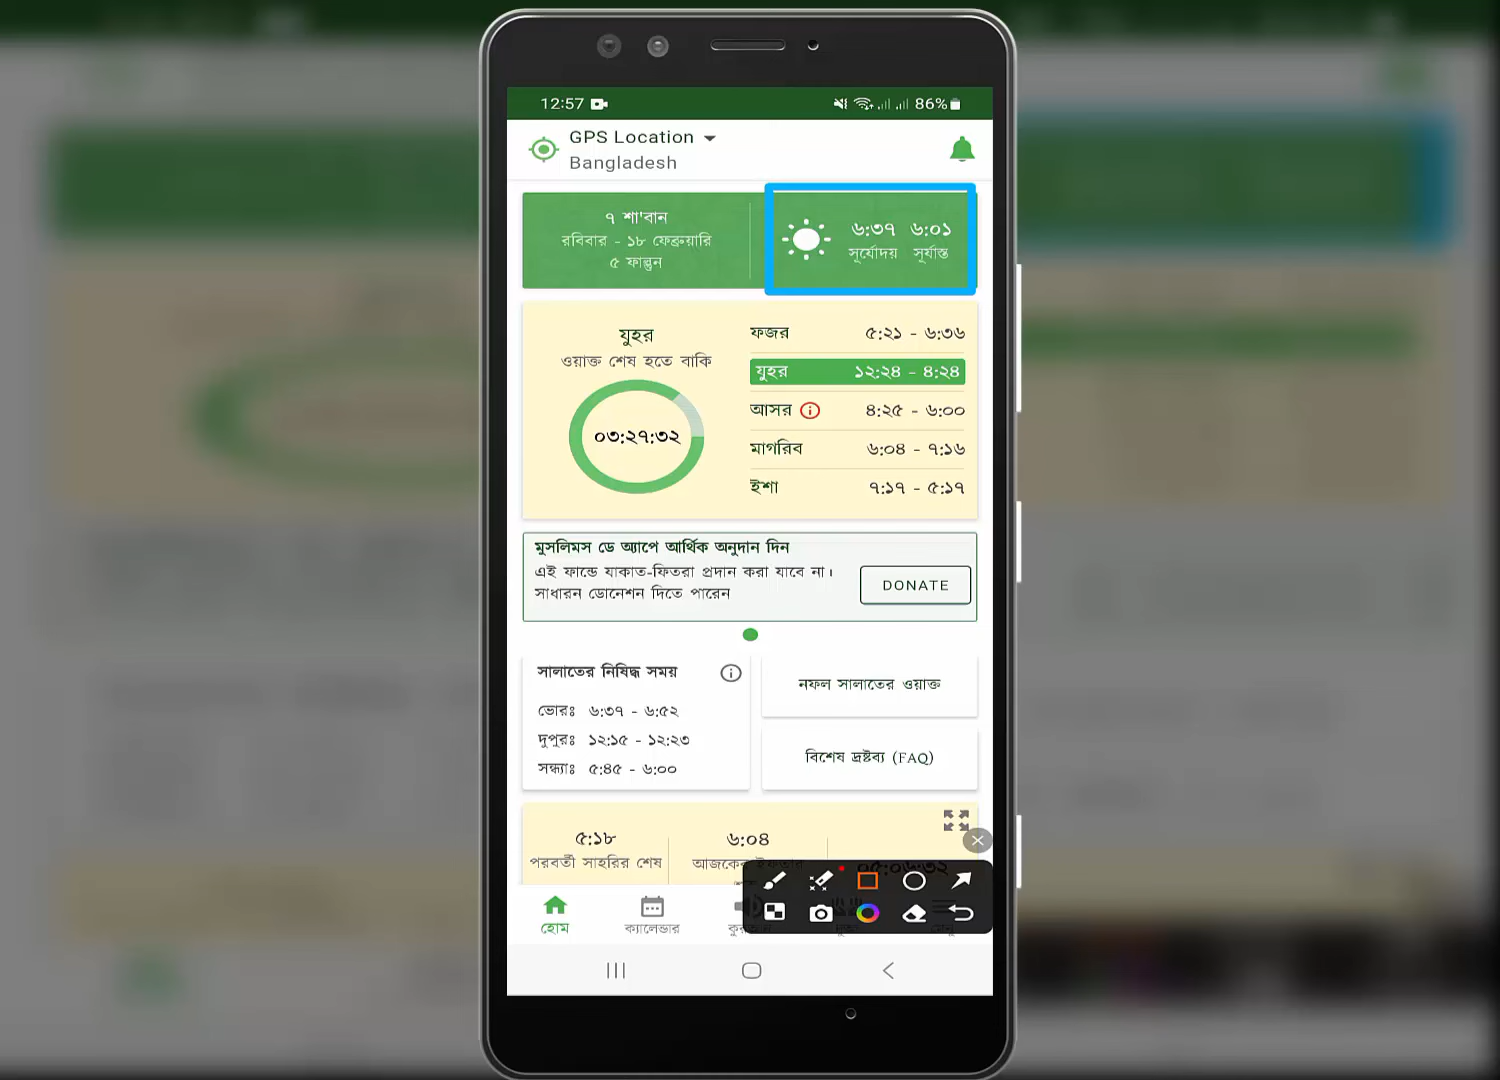 12:57
86%
GPS Location
Bangladesh
৭ শা'বান
রবিবার - ১৮ ফেব্রুয়ারি
৫ ফাল্গুন
৬:৩৭ ৬:০১
সূর্যোদয় সূর্যাস্ত
যুহর
ওয়াক্ত শেষ হতে বাকি
০৩:২৭:৩২
ফজর ৫:২১ - ৬:৩৬
যুহর ১২:২৪ - ৪:২৪
আসর ৪:২৫ - ৬:০০
মাগরিব ৬:০৪ - ৭:১৬
ইশা ৭:১৭ - ৫:১৭
মুসলিমস ডে অ্যাপে আর্থিক অনুদান দিন
এই ফান্ডে যাকাত-ফিতরা প্রদান করা যাবে না।
সাধারন ডোনেশন দিতে পারেন
DONATE
সালাতের নিষিদ্ধ সময়
ভোরঃ ৬:৩৭ - ৬:৫২
দুপুরঃ ১২:১৫ - ১২:২৩
সন্ধ্যাঃ ৫:৪৫ - ৬:০০
নফল সালাতের ওয়াক্ত
বিশেষ দ্রষ্টব্য (FAQ)
৫:১৮
পরবর্তী সাহরির শেষ
৬:০৪
আজকের ইফতার
০৫:০৬:৩২
হোম
ক্যালেন্ডার